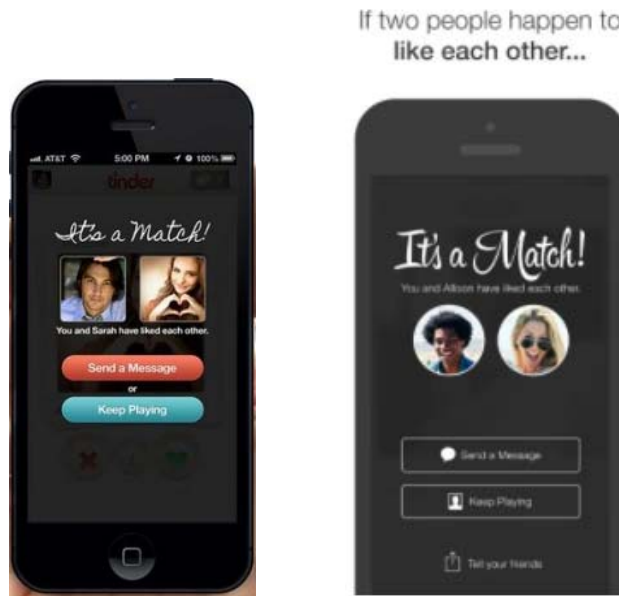 AT&T 5:00 PM 100%
tinder
It's a Match!
You and Sarah have liked each other.
Send a Message
or
Keep Playing
If two people happen to
like each other...
It's a Match!
You and Allison have liked each other.
Send a Message
Keep Playing
Tell your friends